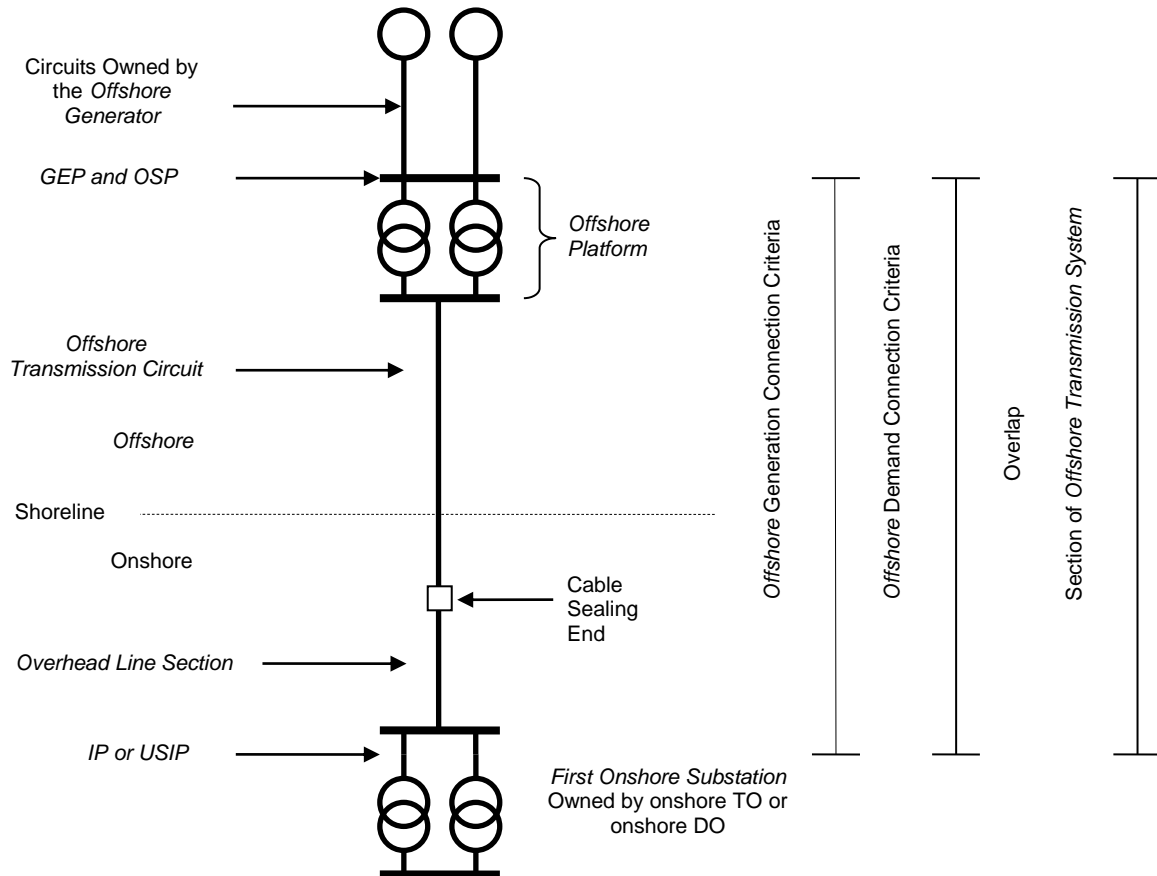 Circuits Owned by
the Offshore
Generator
GEP and OSP
Offshore
Platform
Offshore
Transmission Circuit
Offshore
Shoreline
Onshore
Cable
Sealing
End
Overhead Line Section
IP or USIP
First Onshore Substation
Owned by onshore TO or
onshore DO
Offshore Generation Connection Criteria
Offshore Demand Connection Criteria
Overlap
Section of Offshore Transmission System